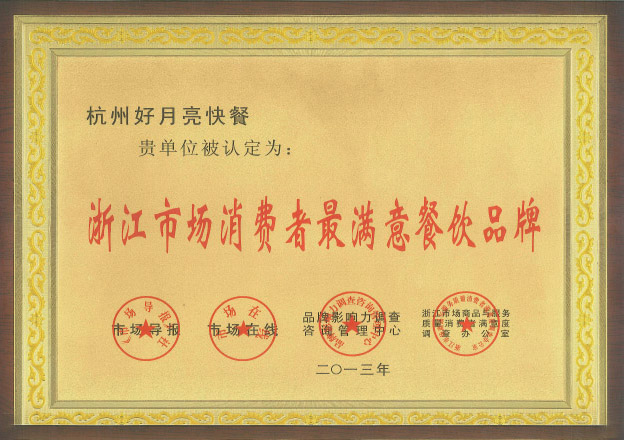 杭州好月亮快餐
贵单位被认定为：
浙江市场消费者最满意餐饮品牌
市场导报
市场在线
品牌影响力调查
咨询管理中心
浙江市场商品与服务
质量消费者满意度
调查办公室
二〇一三年